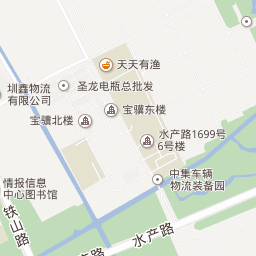 天天有渔
圳鑫物流
有限公司
圣龙电瓶总批发
宝骥东楼
宝骥北楼
水产路1699号
6号楼
中集车辆
物流装备园
情报信息
中心图书馆
铁山路
水产路
路